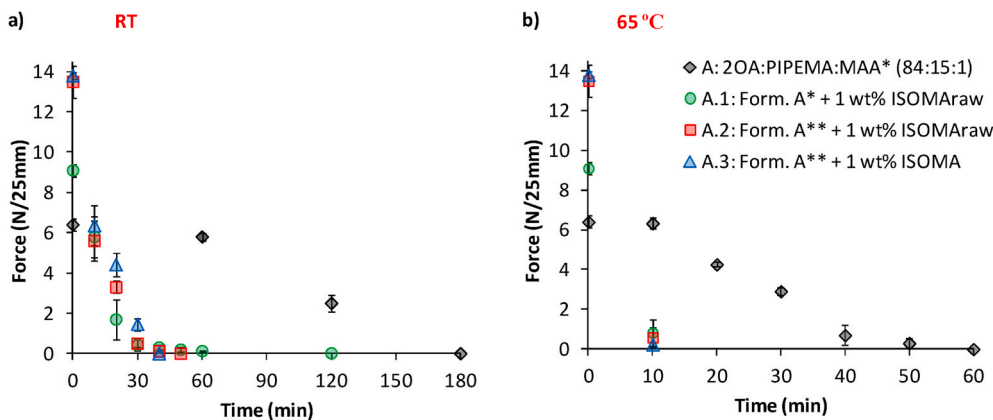 a) RT
14
12
10
8
6
4
2
0
Force (N/25mm)
0 30 60 90 120 150 180
Time (min)
b) 65 °C
14
12
10
8
6
4
2
0
Force (N/25mm)
0 10 20 30 40 50 60
Time (min)
A: 2OA:PIPEMA:MAA* (84:15:1)
A.1: Form. A* + 1 wt% ISOMAraw
A.2: Form. A** + 1 wt% ISOMAraw
A.3: Form. A** + 1 wt% ISOMA